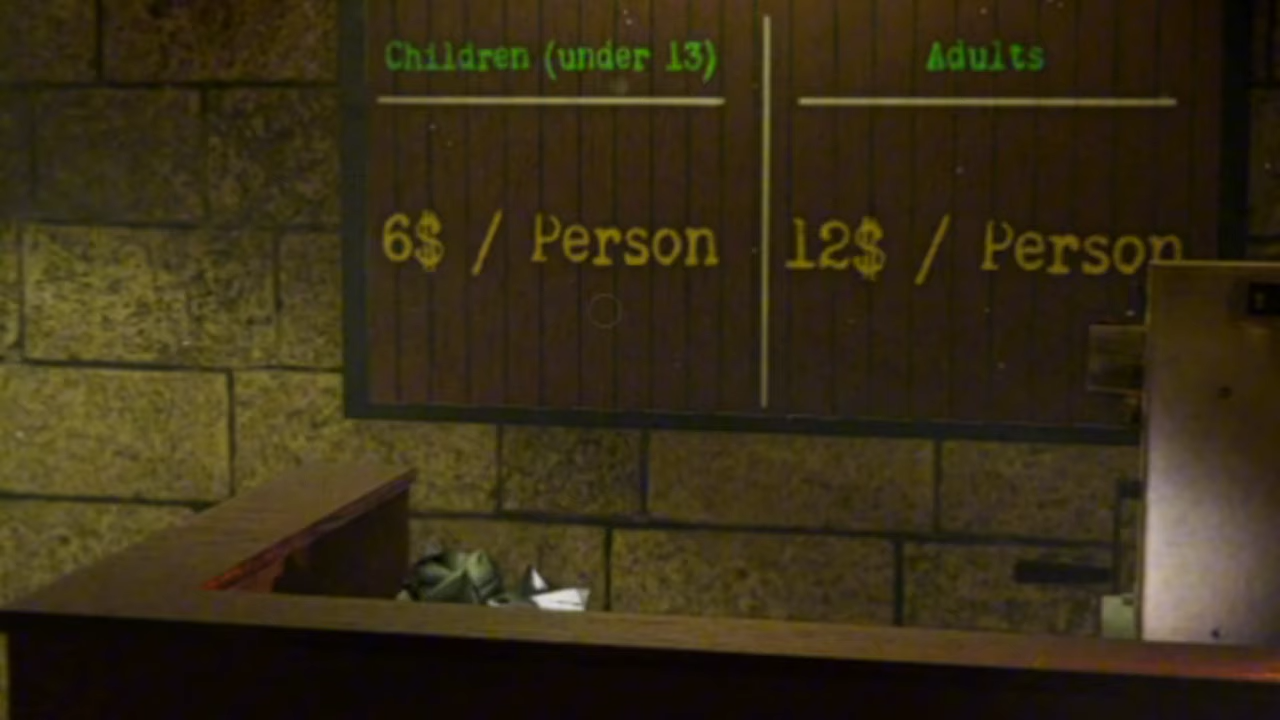 Children (under 13)
Adults
6$ / Person
12$ / Person